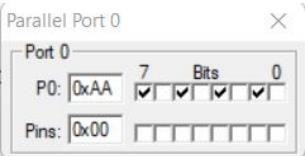 Parallel Port 0
Port 0
7 Bits 0
P0: 0xAA
Pins: 0x00